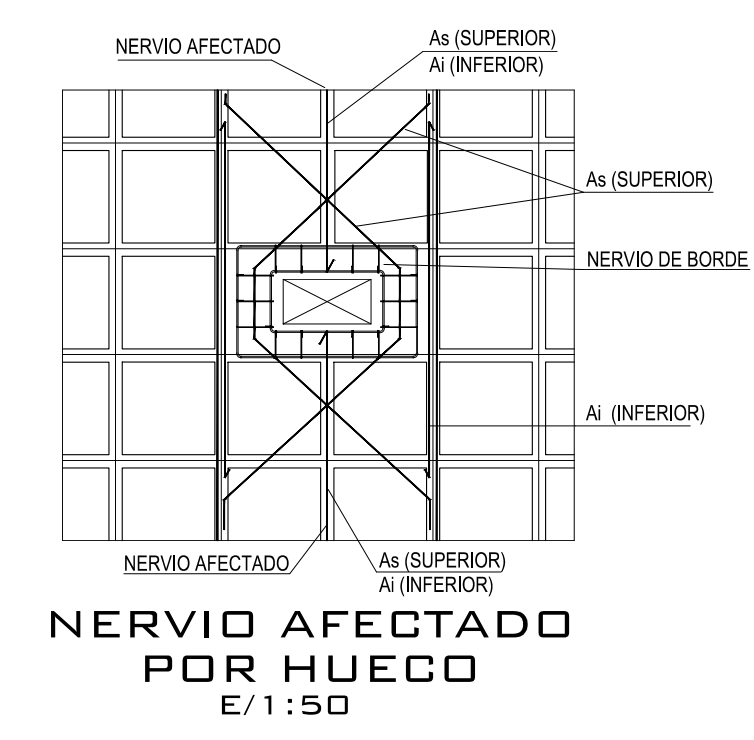 NERVIO AFECTADO
As (SUPERIOR)
Ai (INFERIOR)
As (SUPERIOR)
NERVIO DE BORDE
Ai (INFERIOR)
NERVIO AFECTADO
As (SUPERIOR)
Ai (INFERIOR)
NERVIO AFECTADO
POR HUECO
E/1:50